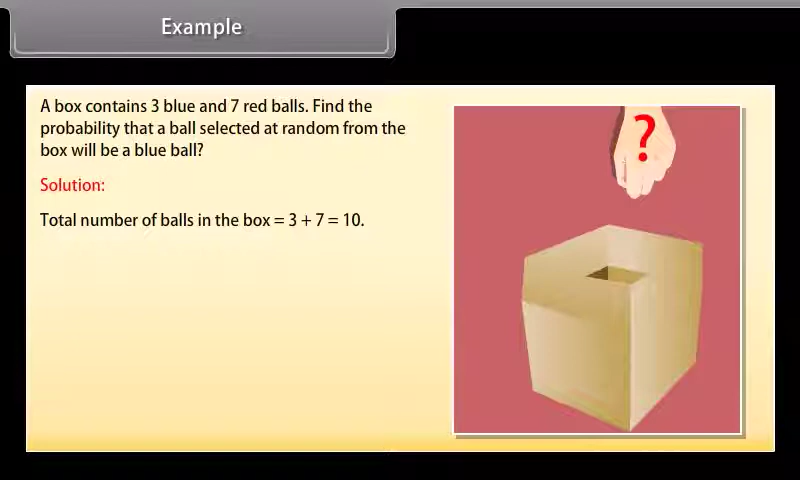 Example
A box contains 3 blue and 7 red balls. Find the
probability that a ball selected at random from the
box will be a blue ball?
Solution:
Total number of balls in the box = 3 + 7 = 10.
?